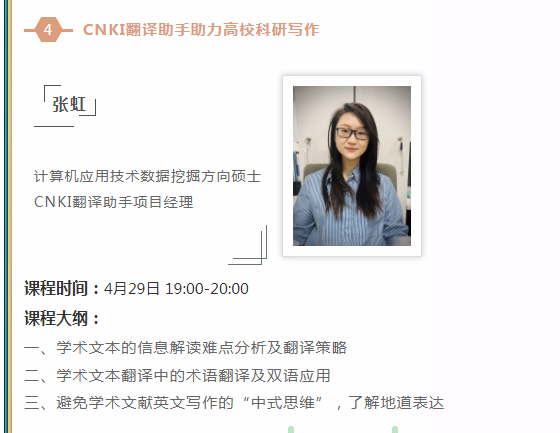 4 CNKI翻译助手助力高校科研写作
张虹
计算机应用技术数据挖掘方向硕士
CNKI翻译助手项目经理
课程时间：4月29日 19:00-20:00
课程大纲：
一、学术文本的信息解读难点分析及翻译策略
二、学术文本翻译中的术语翻译及双语应用
三、避免学术文献英文写作的“中式思维”，了解地道表达